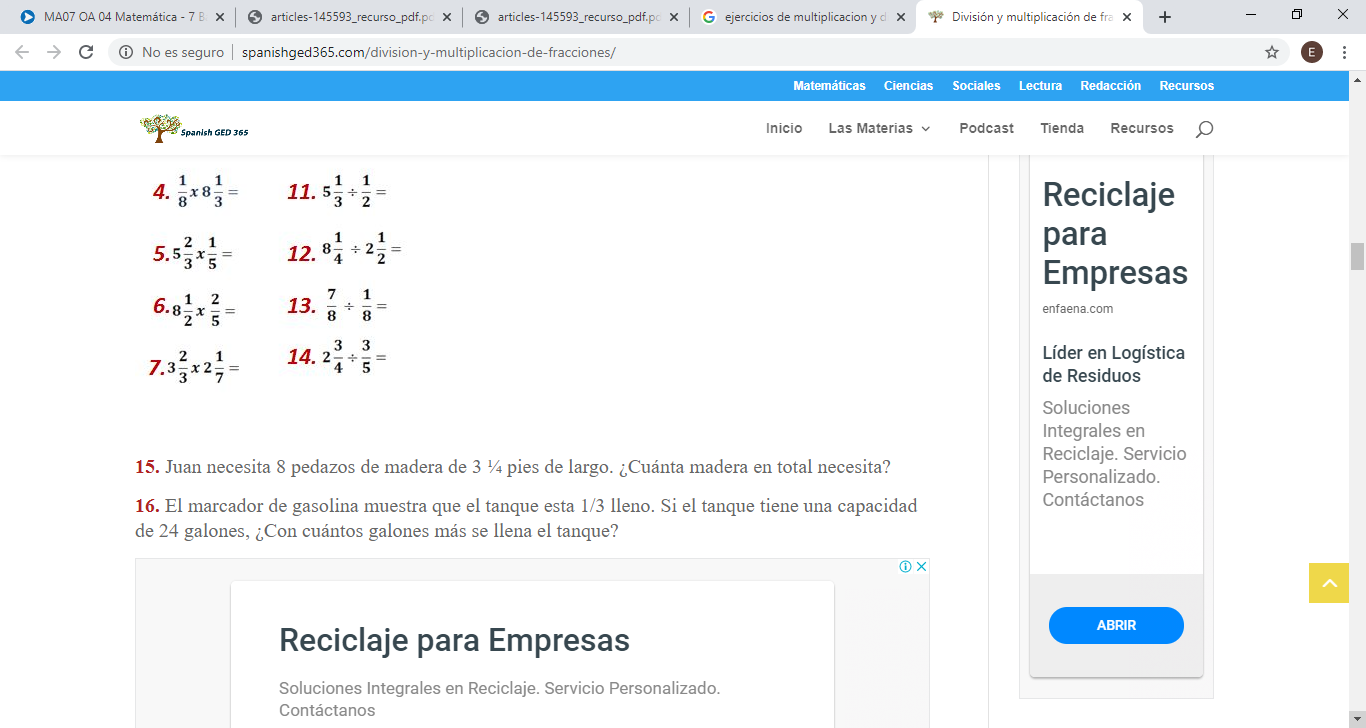 MA07 OA 04 Matemática - 7 B
articles-145593_recurso_pdf.pd
articles-145593_recurso_pdf.pd
ejercicios de multiplicacion y d
División y multiplicación de fra
No es seguro | spanishged365.com/division-y-multiplicacion-de-fracciones/
E
Matemáticas Ciencias Sociales Lectura Redacción Recursos
Spanish GED 365
Inicio Las Materias Podcast Tienda Recursos
4. 1/8 x 8 1/3 = 11. 5 1/3 ÷ 1/2 =
5. 5 2/3 x 1/5 = 12. 8 1/4 ÷ 2 1/2 =
6. 8 1/2 x 2/5 = 13. 7/8 ÷ 1/8 =
7. 3 2/3 x 2 1/7 = 14. 2 3/4 ÷ 3/5 =
15. Juan necesita 8 pedazos de madera de 3 ¼ pies de largo. ¿Cuánta madera en total necesita?
16. El marcador de gasolina muestra que el tanque esta 1/3 lleno. Si el tanque tiene una capacidad
de 24 galones, ¿Con cuántos galones más se llena el tanque?
Reciclaje para Empresas
Soluciones Integrales en Reciclaje. Servicio Personalizado.
Contáctanos
Reciclaje
para
Empresas
enfaena.com
Líder en Logística
de Residuos
Soluciones
Integrales en
Reciclaje. Servicio
Personalizado.
Contáctanos
ABRIR